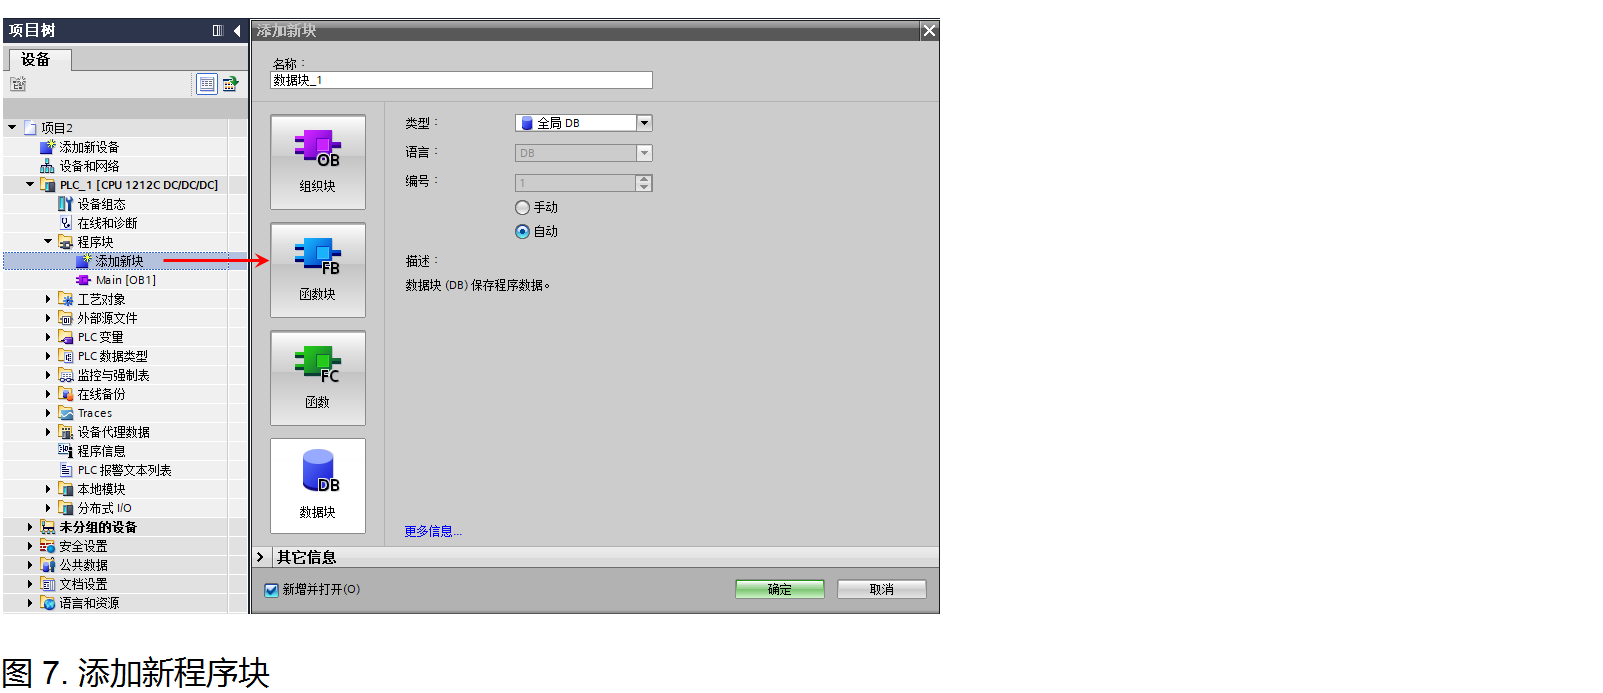 项目树
设备
项目2
添加新设备
设备和网络
PLC_1 [CPU 1212C DC/DC/DC]
设备组态
在线和诊断
程序块
添加新块
Main [OB1]
工艺对象
外部源文件
PLC 变量
PLC 数据类型
监控与强制表
在线备份
Traces
设备代理数据
程序信息
PLC 报警文本列表
本地模块
分布式 I/O
未分组的设备
安全设置
公共数据
文档设置
语言和资源
添加新块
名称：
数据块_1
OB
组织块
FB
函数块
FC
函数
DB
数据块
类型：
全局 DB
语言：
DB
编号：
1
手动
自动
描述：
数据块 (DB) 保存程序数据。
更多信息...
其它信息
新增并打开(O)
确定
取消
图 7. 添加新程序块